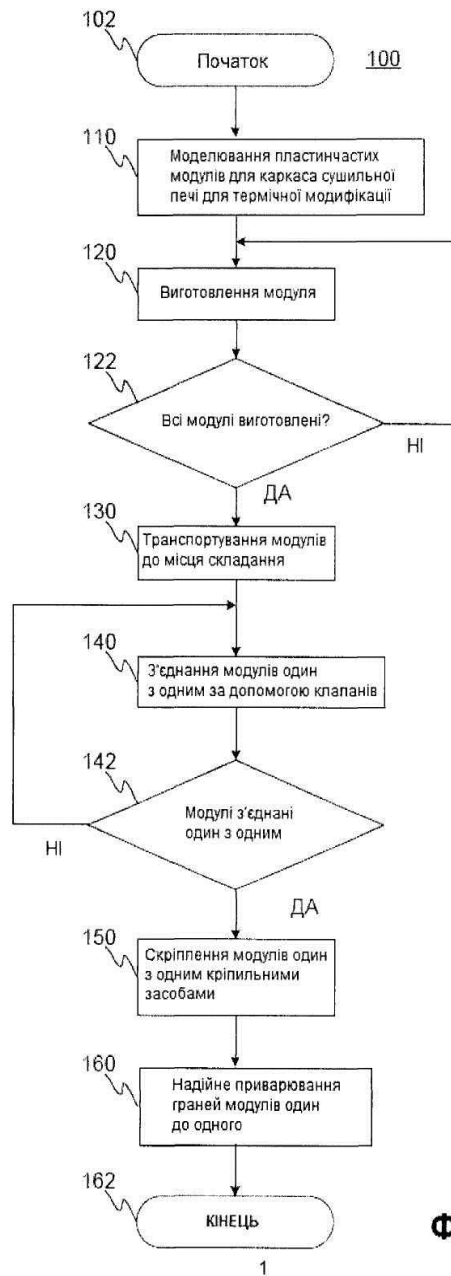 102
Початок
100
110
Моделювання пластинчастих
модулів для каркаса сушильної
печі для термічної модифікації
120
Виготовлення модуля
122
Всі модулі виготовлені?
НІ
ДА
130
Транспортування модулів
до місця складання
140
З'єднання модулів один
з одним за допомогою клапанів
142
Модулі з'єднані
один з одним
НІ
ДА
150
Скріплення модулів один
з одним кріпильними
засобами
160
Надійне приварювання
граней модулів один
до одного
162
КІНЕЦЬ
1